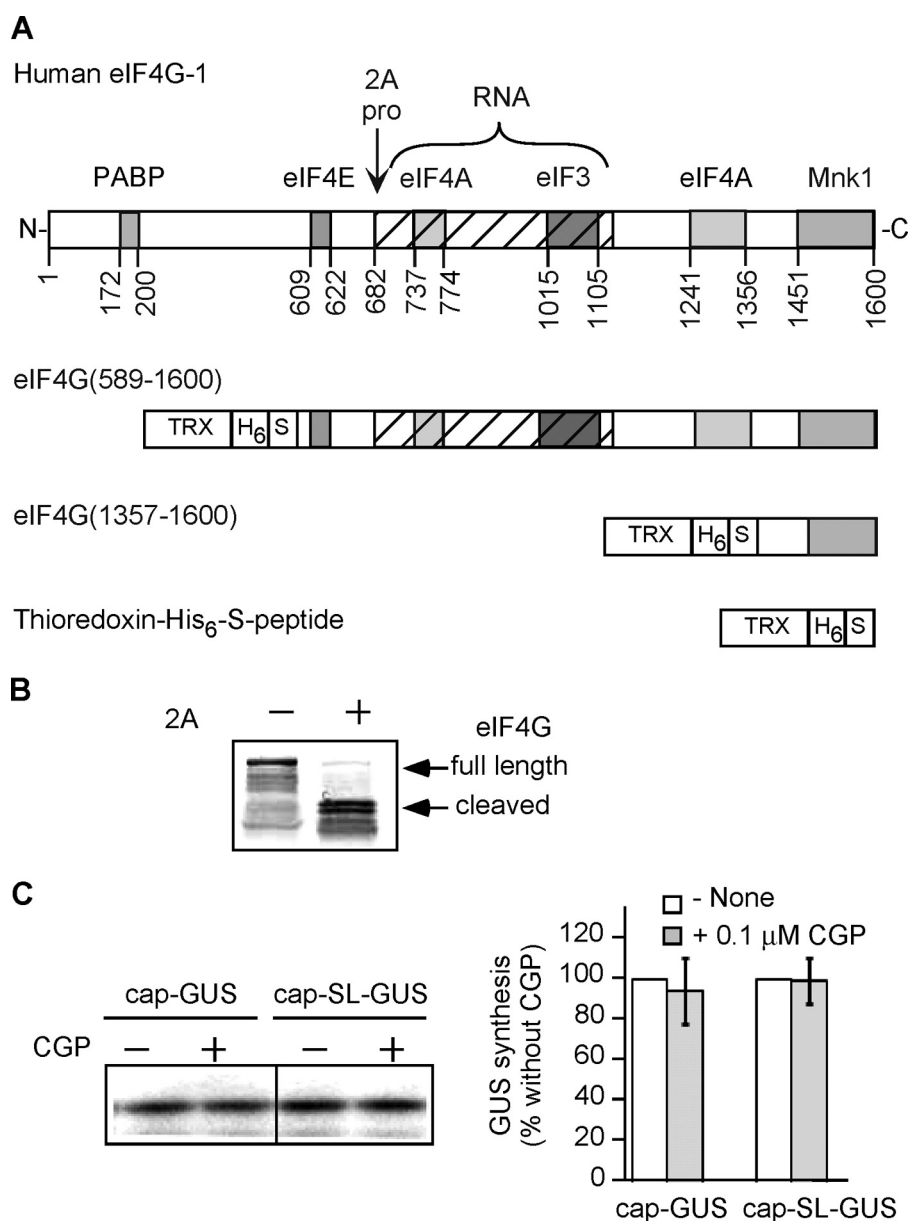 A
Human eIF4G-1
2A
pro
RNA
PABP eIF4E eIF4A eIF3 eIF4A Mnk1
N- -C
1 172 200 609 622 682 737 774 1015 1105 1241 1356 1451 1600
eIF4G(589-1600)
TRX H6 S
eIF4G(1357-1600)
TRX H6 S
Thioredoxin-His6-S-peptide
TRX H6 S
B
2A − + eIF4G
full length
cleaved
C
cap-GUS cap-SL-GUS
CGP − + − +
GUS synthesis
(% without CGP)
120
100
80
60
40
20
0
- None
+ 0.1 μM CGP
cap-GUS cap-SL-GUS